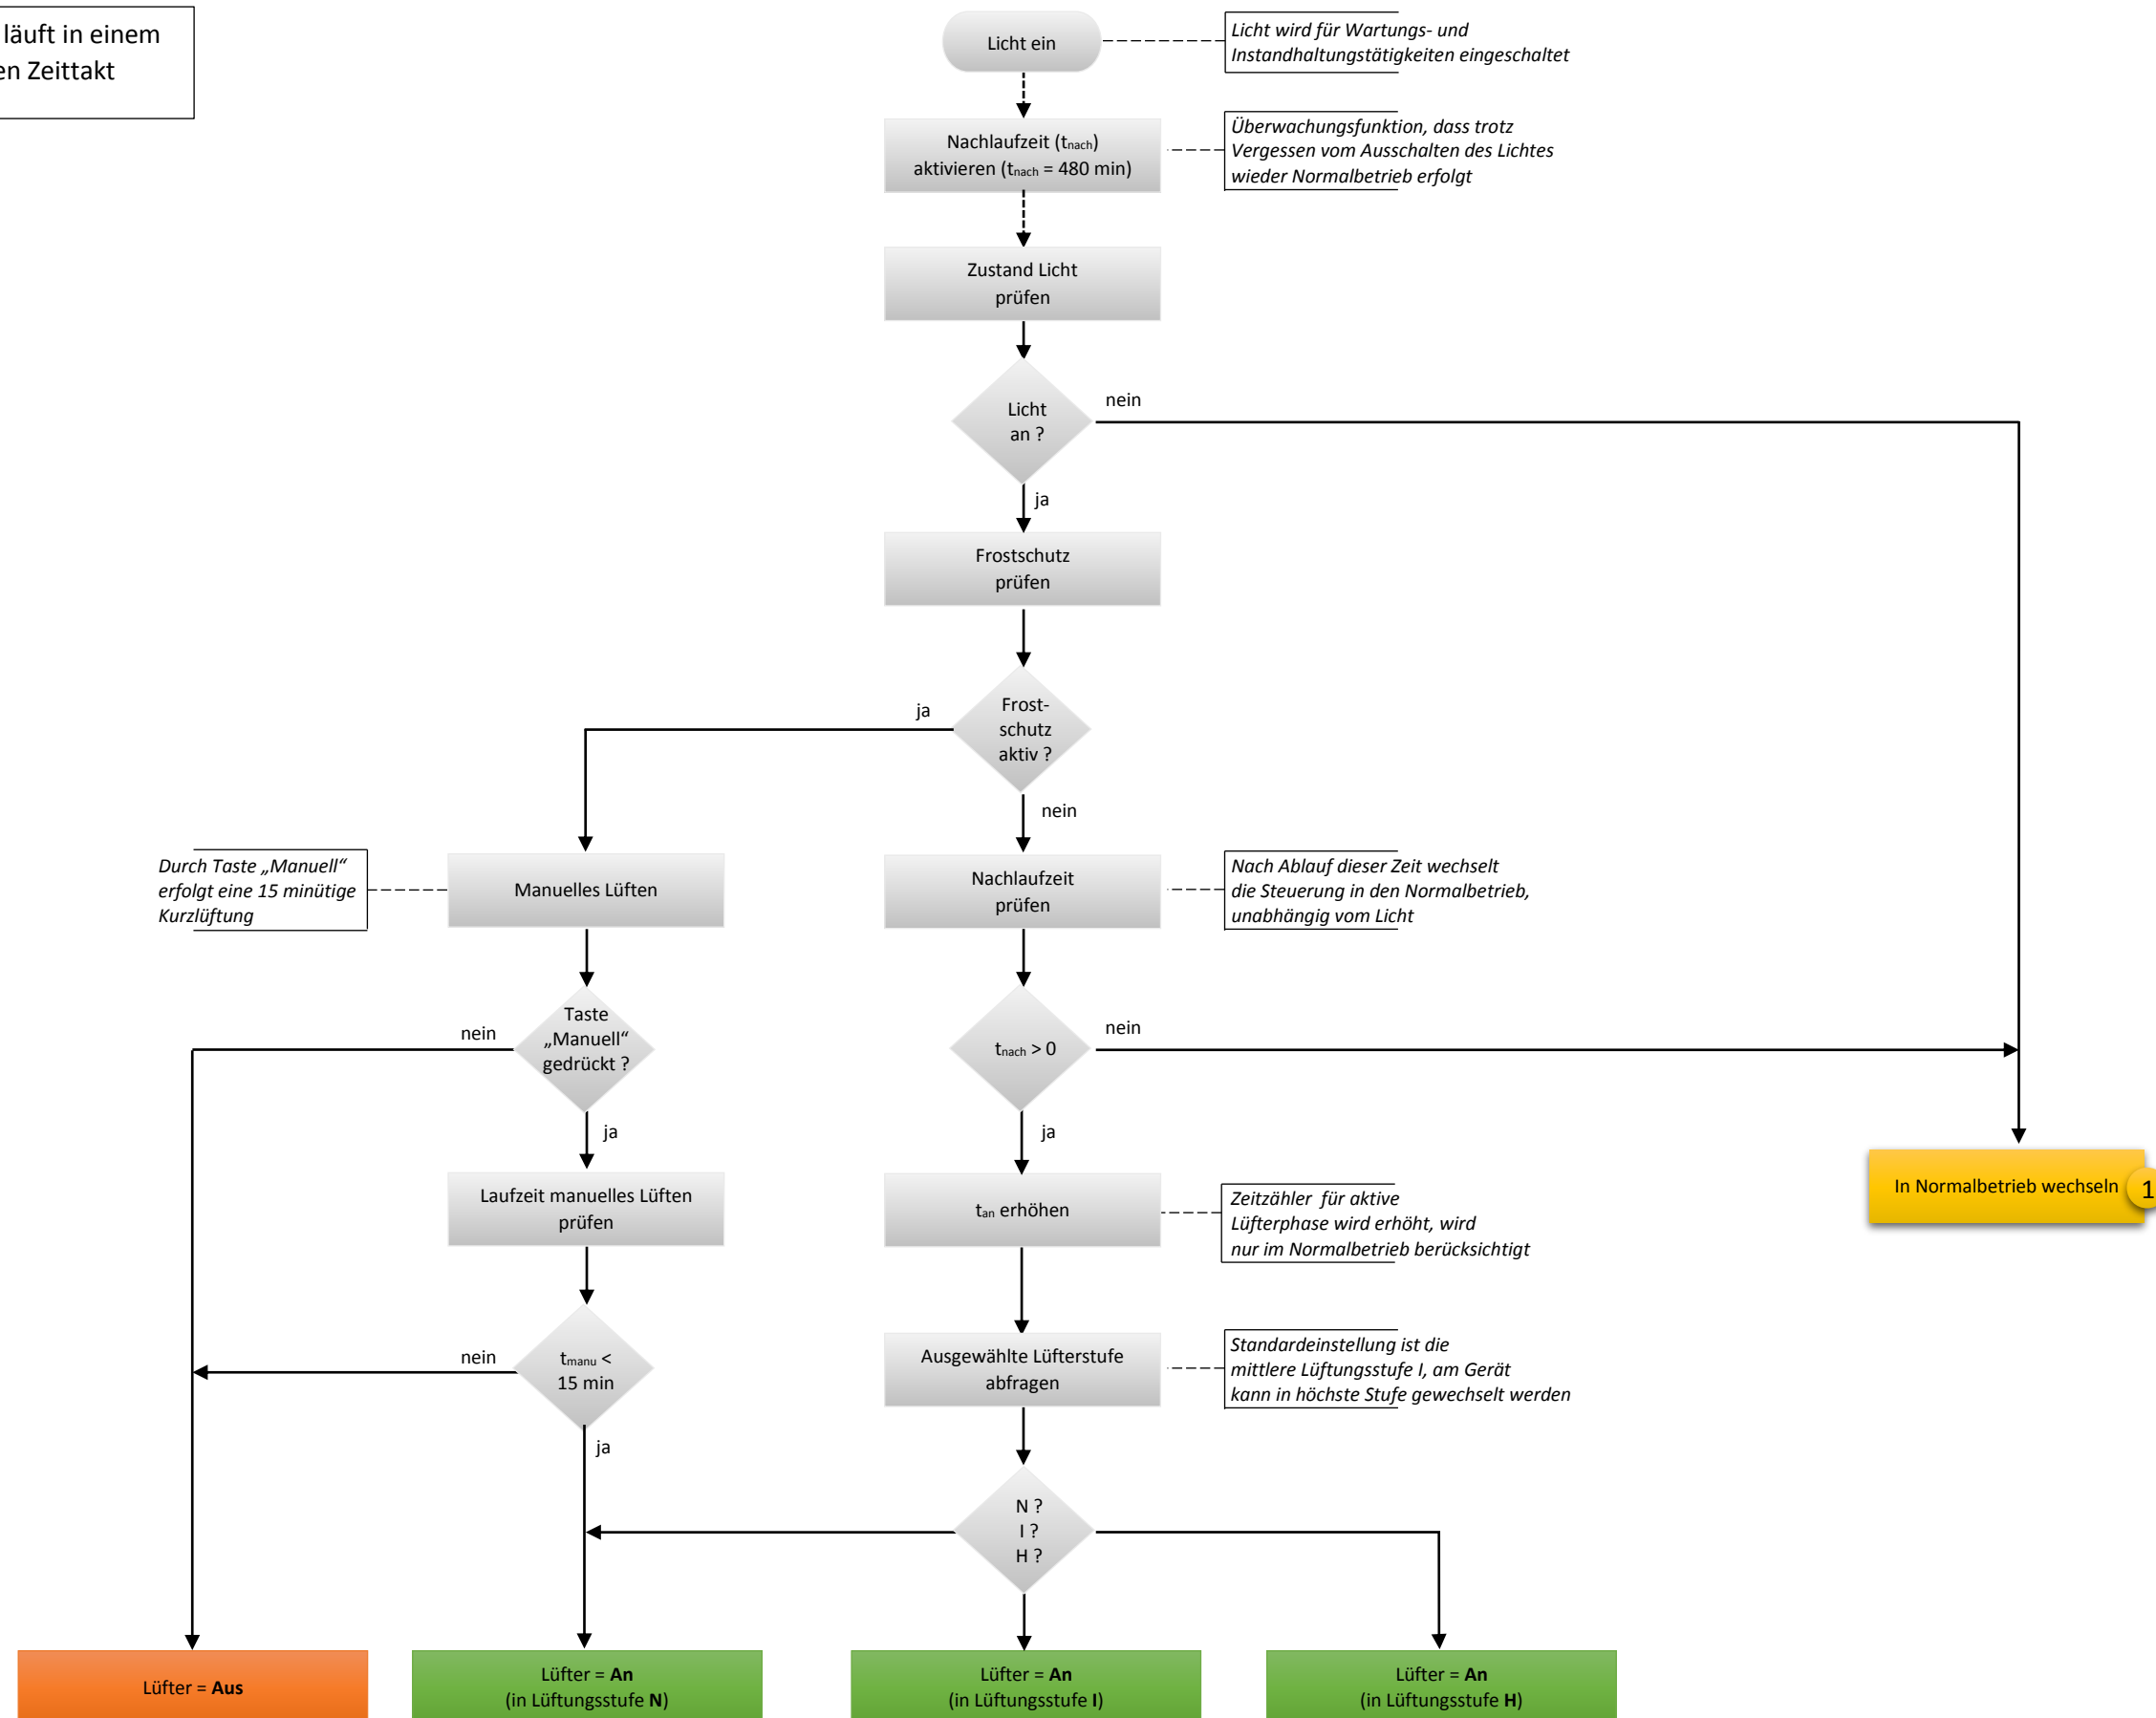 läuft in einem
en Zeittakt
Licht ein
Licht wird für Wartungs- und
Instandhaltungstätigkeiten eingeschaltet
Nachlaufzeit (tnach)
aktivieren (tnach = 480 min)
Überwachungsfunktion, dass trotz
Vergessen vom Ausschalten des Lichtes
wieder Normalbetrieb erfolgt
Zustand Licht
prüfen
Licht
an ?
nein
ja
Frostschutz
prüfen
Frost-
schutz
aktiv ?
ja
nein
Durch Taste „Manuell“
erfolgt eine 15 minütige
Kurzlüftung
Manuelles Lüften
Nachlaufzeit
prüfen
Nach Ablauf dieser Zeit wechselt
die Steuerung in den Normalbetrieb,
unabhängig vom Licht
Taste
„Manuell“
gedrückt ?
nein
ja
tnach > 0
nein
ja
Laufzeit manuelles Lüften
prüfen
tan erhöhen
Zeitzähler für aktive
Lüfterphase wird erhöht, wird
nur im Normalbetrieb berücksichtigt
In Normalbetrieb wechseln
1
tmanu <
15 min
nein
ja
Ausgewählte Lüfterstufe
abfragen
Standardeinstellung ist die
mittlere Lüftungsstufe I, am Gerät
kann in höchste Stufe gewechselt werden
N ?
I ?
H ?
Lüfter = Aus
Lüfter = An
(in Lüftungsstufe N)
Lüfter = An
(in Lüftungsstufe I)
Lüfter = An
(in Lüftungsstufe H)